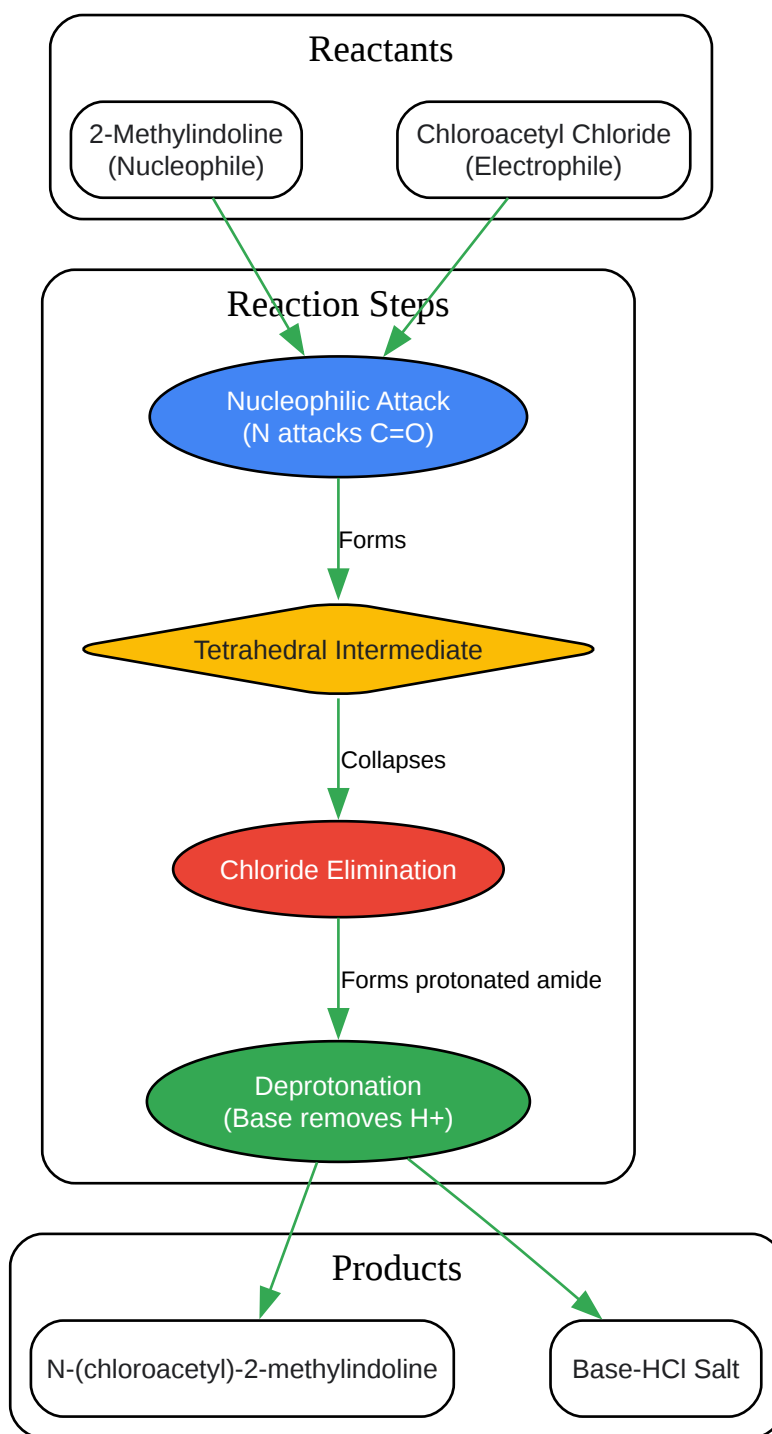 Reactants
2-Methylindoline
(Nucleophile)
Chloroacetyl Chloride
(Electrophile)
Reaction Steps
Nucleophilic Attack
(N attacks C=O)
Forms
Tetrahedral Intermediate
Collapses
Chloride Elimination
Forms protonated amide
Deprotonation
(Base removes H+)
Products
N-(chloroacetyl)-2-methylindoline
Base-HCl Salt